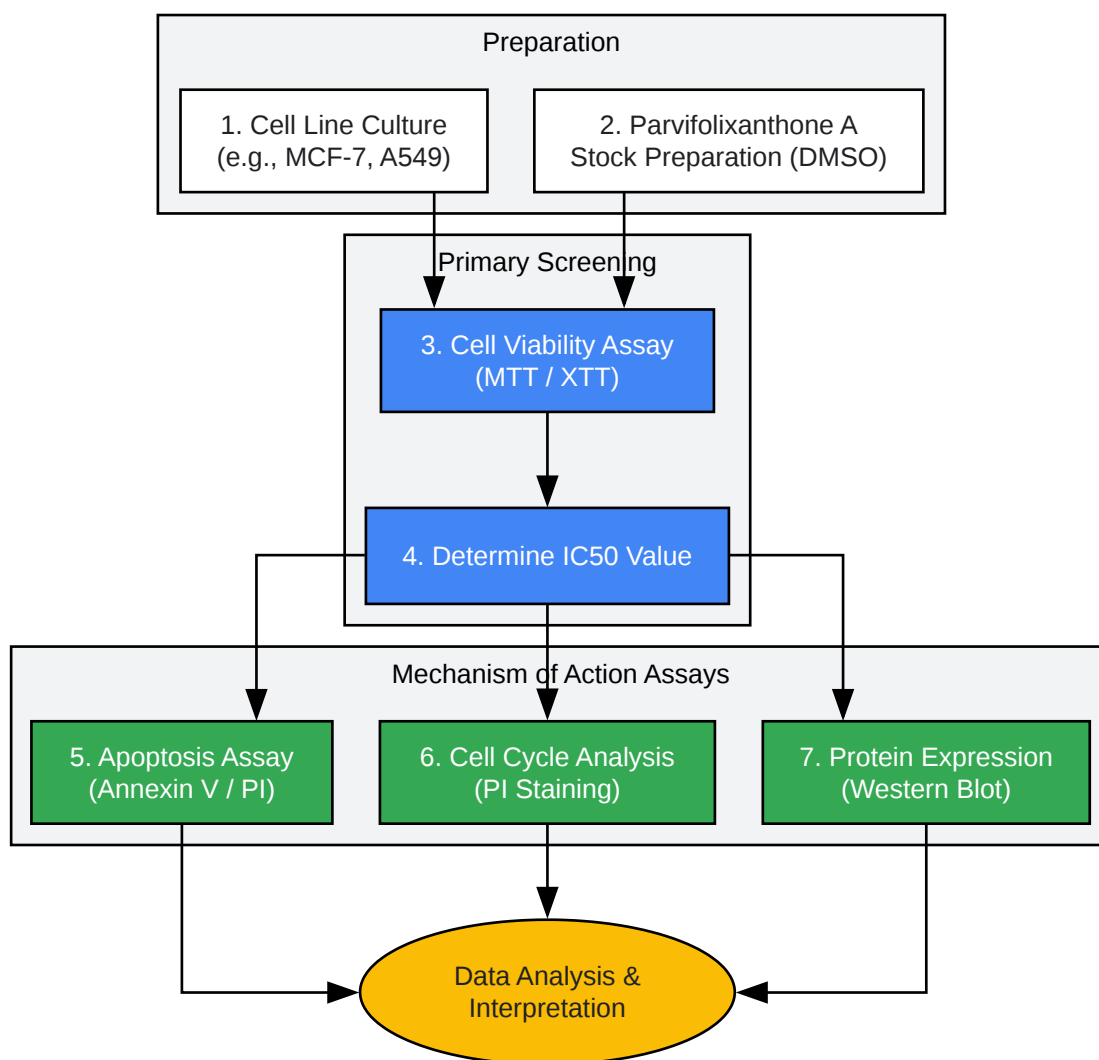 Preparation
1. Cell Line Culture
(e.g., MCF-7, A549)
2. Parvifolixanthone A
Stock Preparation (DMSO)
Primary Screening
3. Cell Viability Assay
(MTT / XTT)
4. Determine IC50 Value
Mechanism of Action Assays
5. Apoptosis Assay
(Annexin V / PI)
6. Cell Cycle Analysis
(PI Staining)
7. Protein Expression
(Western Blot)
Data Analysis &
Interpretation